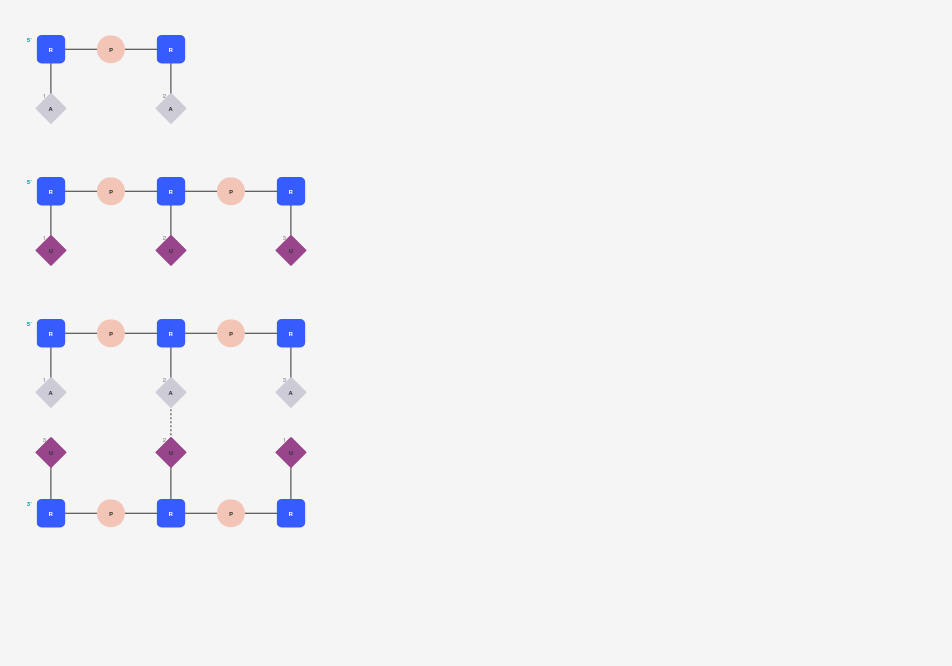 5'
R P R
1 2
A A
5'
R P R P R
1 2 3
U U U
5'
R P R P R
1 2 3
A A A
3 2 1
U U U
3'
R P R P R